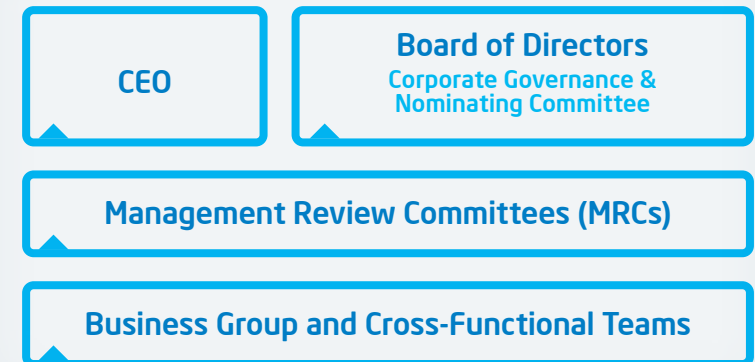 CEO
Board of Directors
Corporate Governance &
Nominating Committee
Management Review Committees (MRCs)
Business Group and Cross-Functional Teams